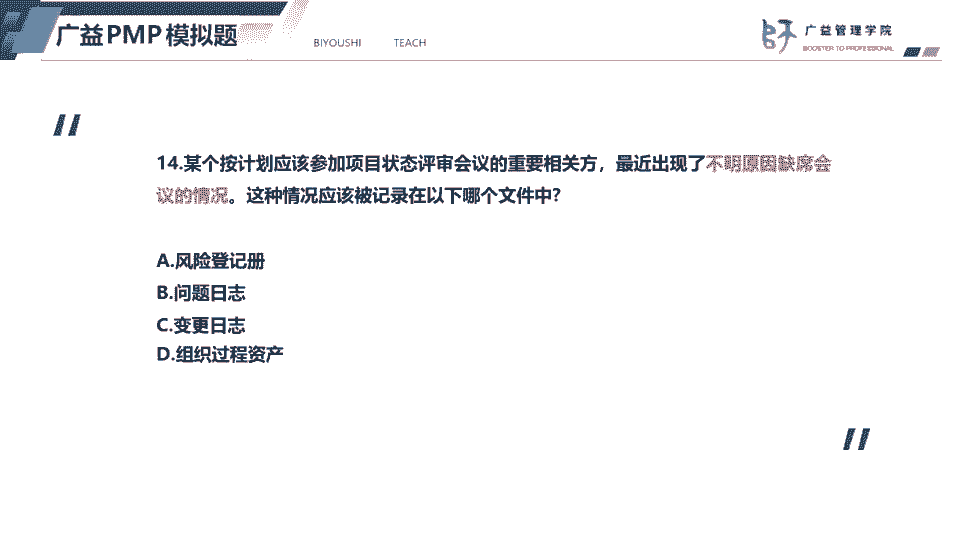 广益PMP模拟题
BIYOUSHI TEACH
广益管理学院
BOOSTER TO PROFESSIONAL
14.某个按计划应该参加项目状态评审会议的重要相关方，最近出现了不明原因缺席会
议的情况。这种情况应该被记录在以下哪个文件中?
A.风险登记册
B.问题日志
C.变更日志
D.组织过程资产